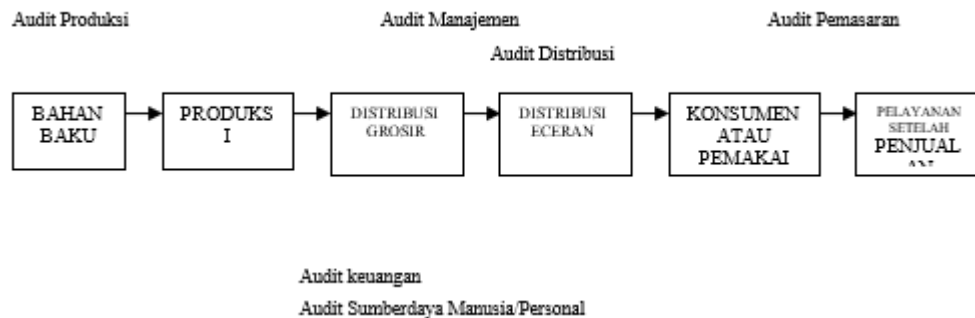 Audit Produksi
Audit Manajemen
Audit Pemasaran
Audit Distribusi
BAHAN
BAKU
PRODUKS
I
DISTRIBUSI
GROSIR
DISTRIBUSI
ECERAN
KONSUMEN
ATAU
PEMAKAI
PELAYANAN
SETELAH
PENJUAL
Audit keuangan
Audit Sumberdaya Manusia/Personal